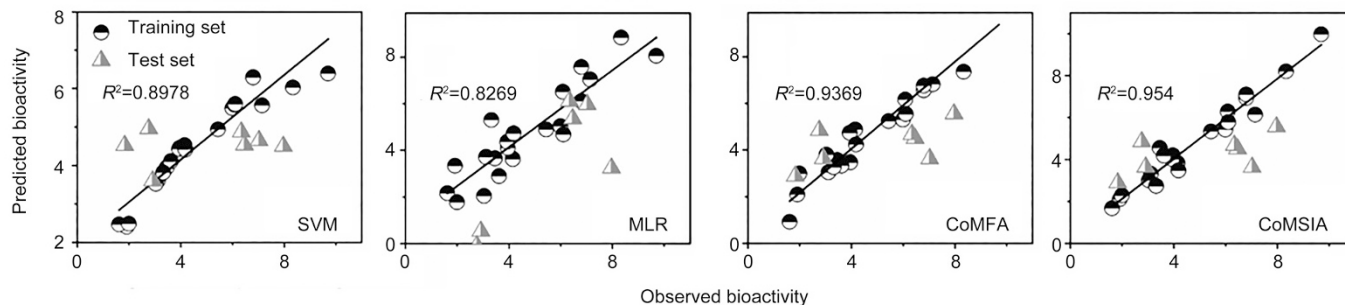 Predicted bioactivity
8
6
4
2
Training set
Test set
R²=0.8978
SVM
0
4
8
8
4
0
R²=0.8269
MLR
0
4
8
8
4
0
R²=0.9369
CoMFA
0
4
8
8
4
0
R²=0.954
CoMSIA
0
4
8
Observed bioactivity